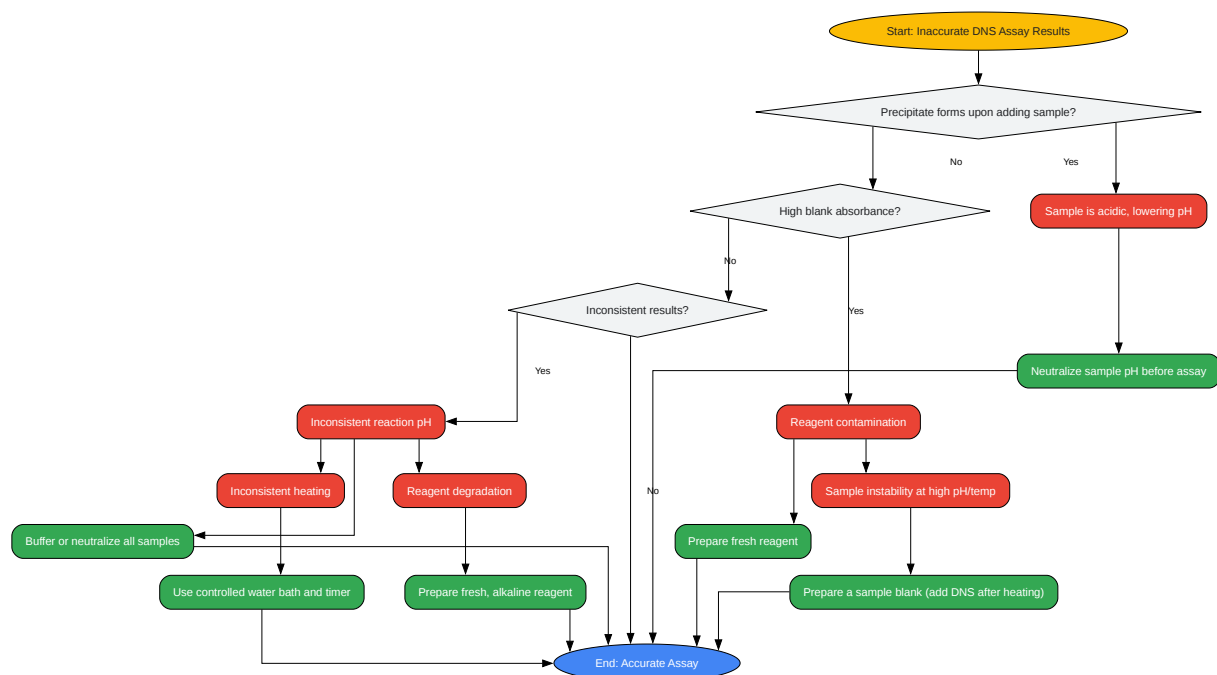 Start: Inaccurate DNS Assay Results
Precipitate forms upon adding sample?
No
Yes
High blank absorbance?
Sample is acidic, lowering pH
No
Inconsistent results?
Yes
Yes
Neutralize sample pH before assay
Inconsistent reaction pH
Reagent contamination
Inconsistent heating
Reagent degradation
No
Sample instability at high pH/temp
Buffer or neutralize all samples
Prepare fresh reagent
Use controlled water bath and timer
Prepare fresh, alkaline reagent
Prepare a sample blank (add DNS after heating)
End: Accurate Assay